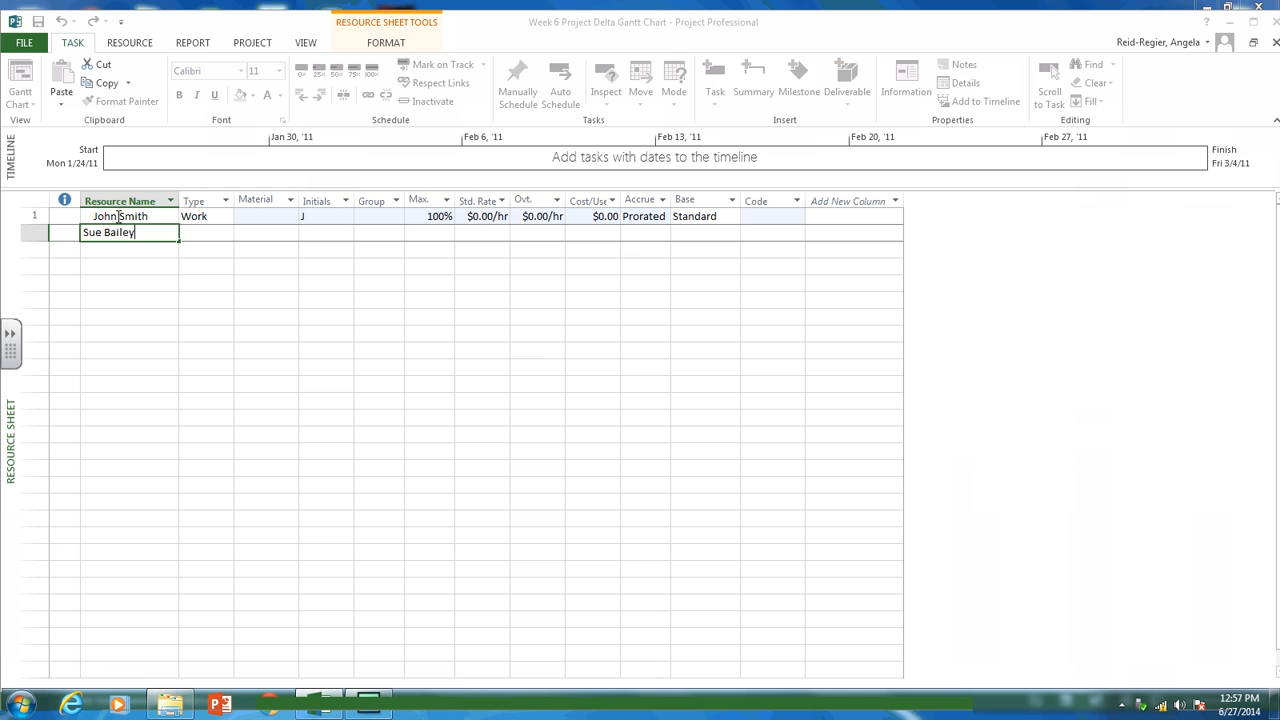 RESOURCE SHEET TOOLS
Week 6 Project Delta Gantt Chart - Project Professional
FILE TASK RESOURCE REPORT PROJECT VIEW FORMAT
Reid-Regier, Angela
Gantt Chart
View
Paste
Cut
Copy
Format Painter
Clipboard
Calibri 11
B I U A
Font
0% 25% 50% 75% 100%
Mark on Track
Respect Links
Inactivate
Schedule
Manually Schedule
Auto Schedule
Inspect
Move
Mode
Tasks
Task
Summary
Milestone
Deliverable
Insert
Information
Notes
Details
Add to Timeline
Properties
Scroll to Task
Find
Clear
Fill
Editing
TIMELINE
Jan 30, '11 Feb 6, '11 Feb 13, '11 Feb 20, '11 Feb 27, '11
Start
Mon 1/24/11
Add tasks with dates to the timeline
Finish
Fri 3/4/11
Resource Name Type Material Initials Group Max. Std. Rate Ovt. Cost/Use Accrue Base Code Add New Column
1 John Smith Work J 100% $0.00/hr $0.00/hr $0.00 Prorated Standard
Sue Bailey
RESOURCE SHEET
12:57 PM
6/27/2014